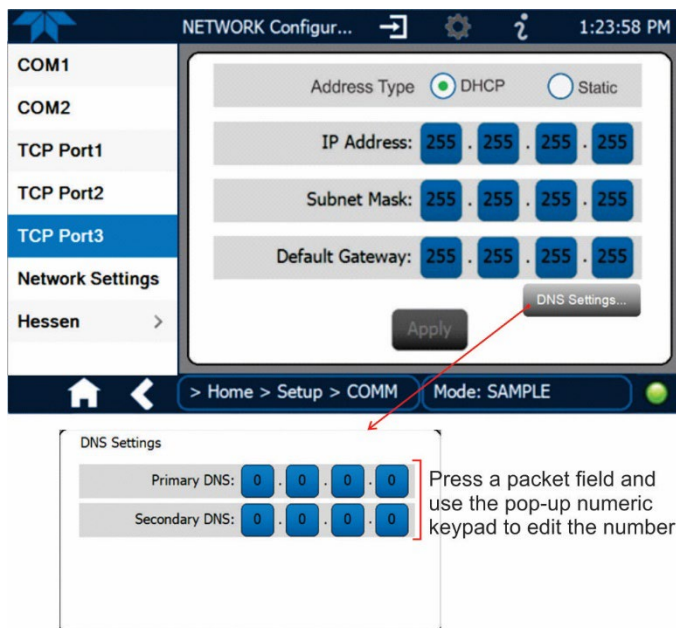 NETWORK Configur... 1:23:58 PM
COM1
COM2
TCP Port1
TCP Port2
TCP Port3
Network Settings
Hessen >
Address Type DHCP Static
IP Address: 255 . 255 . 255 . 255
Subnet Mask: 255 . 255 . 255 . 255
Default Gateway: 255 . 255 . 255 . 255
DNS Settings...
Apply
> Home > Setup > COMM Mode: SAMPLE
DNS Settings
Primary DNS: 0 . 0 . 0 . 0
Secondary DNS: 0 . 0 . 0 . 0
Press a packet field and
use the pop-up numeric
keypad to edit the number